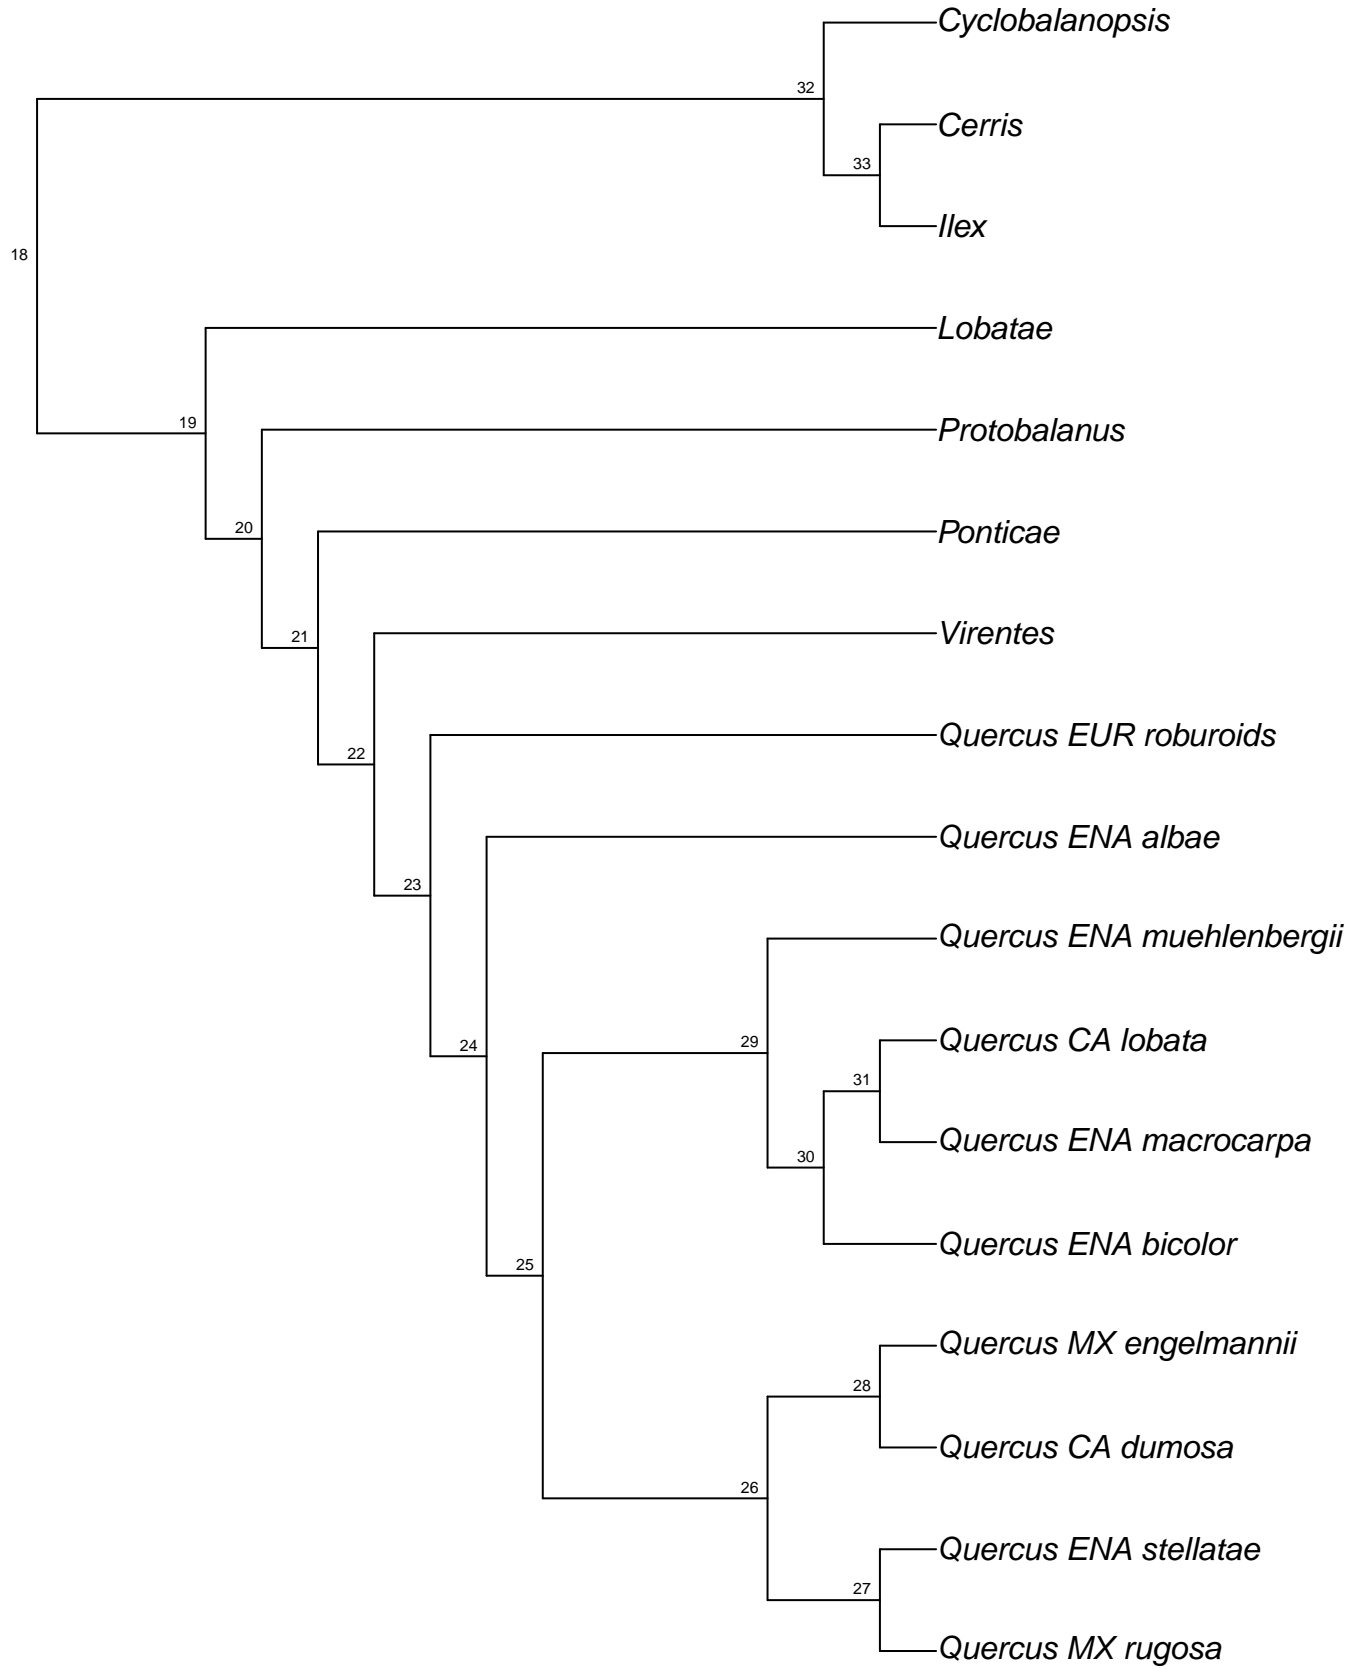 Cyclobalanopsis
32
Cerris
33
Ilex
18
Lobatae
19
Protobalanus
20
Ponticae
21
Virentes
22
Quercus EUR roburoids
Quercus ENA albae
23
Quercus ENA muehlenbergii
24
29
Quercus CA lobata
31
Quercus ENA macrocarpa
30
Quercus ENA bicolor
25
Quercus MX engelmannii
28
Quercus CA dumosa
26
Quercus ENA stellatae
27
Quercus MX rugosa